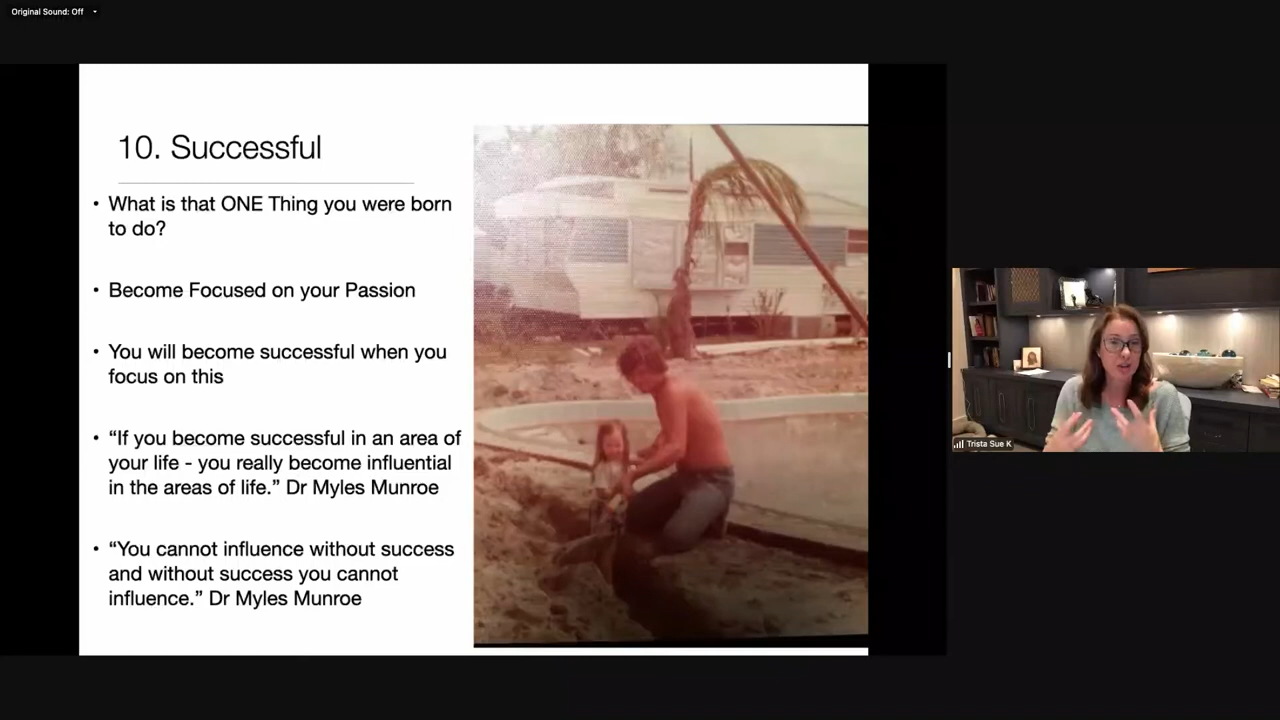 Original Sound: Off
10. Successful
• What is that ONE Thing you were born
to do?
• Become Focused on your Passion
• You will become successful when you
focus on this
• “If you become successful in an area of
your life - you really become influential
in the areas of life.” Dr Myles Munroe
• “You cannot influence without success
and without success you cannot
influence.” Dr Myles Munroe
Trista Sue K